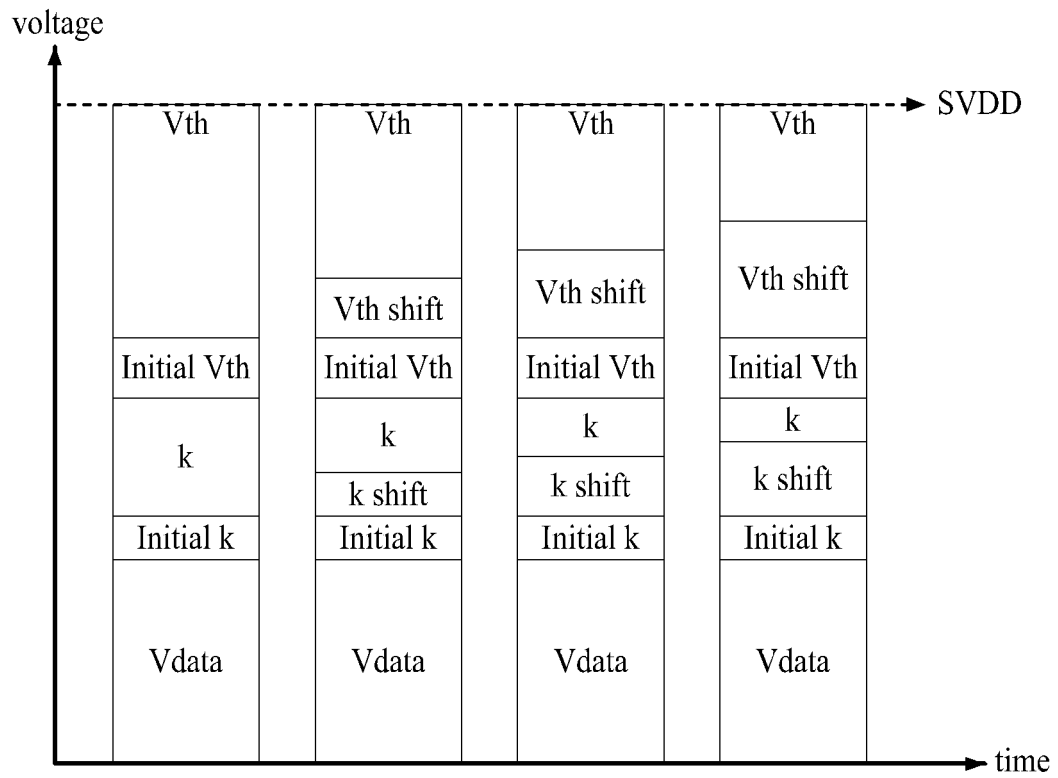 voltage
SVDD
Vth
Initial Vth
k
Initial k
Vdata
Vth
Vth shift
Initial Vth
k
k shift
Initial k
Vdata
Vth
Vth shift
Initial Vth
k
k shift
Initial k
Vdata
Vth
Vth shift
Initial Vth
k
k shift
Initial k
Vdata
time